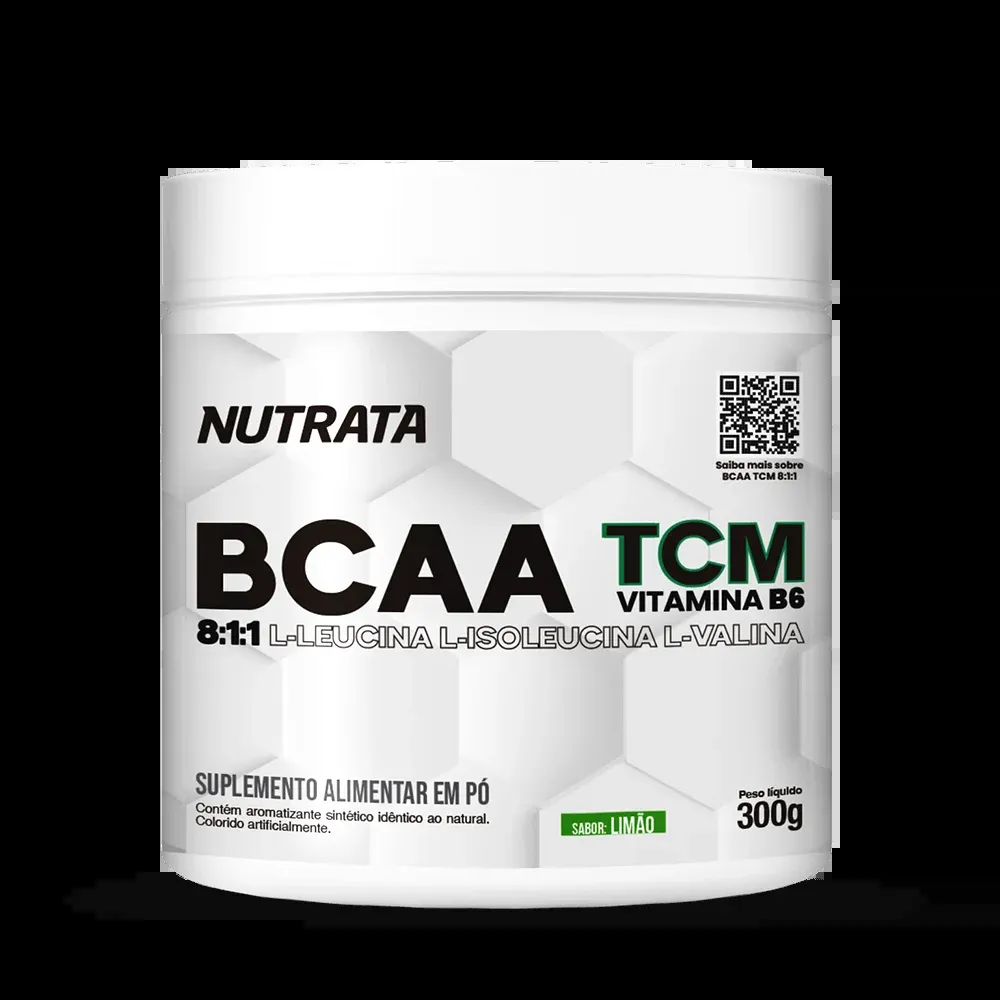 NUTRATA
Saiba mais sobre
BCAA TCM 8:1:1
BCAA TCM
VITAMINA B6
8:1:1 L-LEUCINA L-ISOLEUCINA L-VALINA
SUPLEMENTO ALIMENTAR EM PÓ
Contém aromatizante sintético idêntico ao natural.
Colorido artificialmente.
SABOR: LIMÃO
Peso líquido
300g